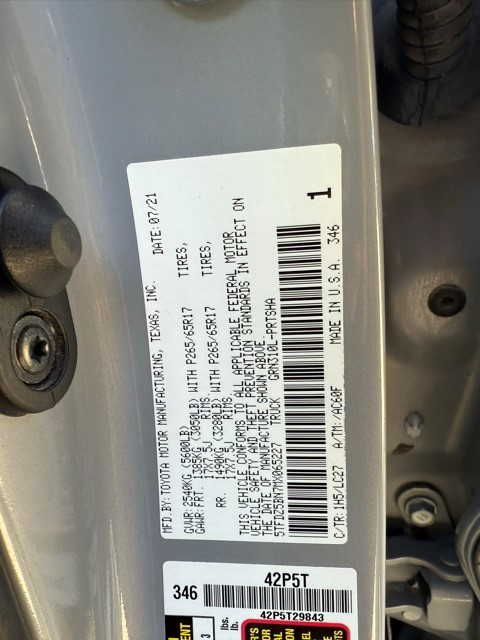 MFD.BY:TOYOTA MOTOR MANUFACTURING, TEXAS, INC. DATE: 07/21
GVWR: 2540KG (5600LB)
GAWR: FRT. 1385KG (3050LB) WITH P265/65R17 TIRES,
17X7.5J RIMS.
RR. 1490KG (3280LB) WITH P265/65R17 TIRES,
17X7.5J RIMS.
THIS VEHICLE CONFORMS TO ALL APPLICABLE FEDERAL MOTOR
VEHICLE SAFETY AND THEFT PREVENTION STANDARDS IN EFFECT ON
THE DATE OF MANUFACTURE SHOWN ABOVE.
TRUCK GRN310L-PRTSHA
C/TR:1H5/LC27 A/TM:/AC60F MADE IN U.S.A. 346
1
346
42P5T
42P5T29843
lbs.